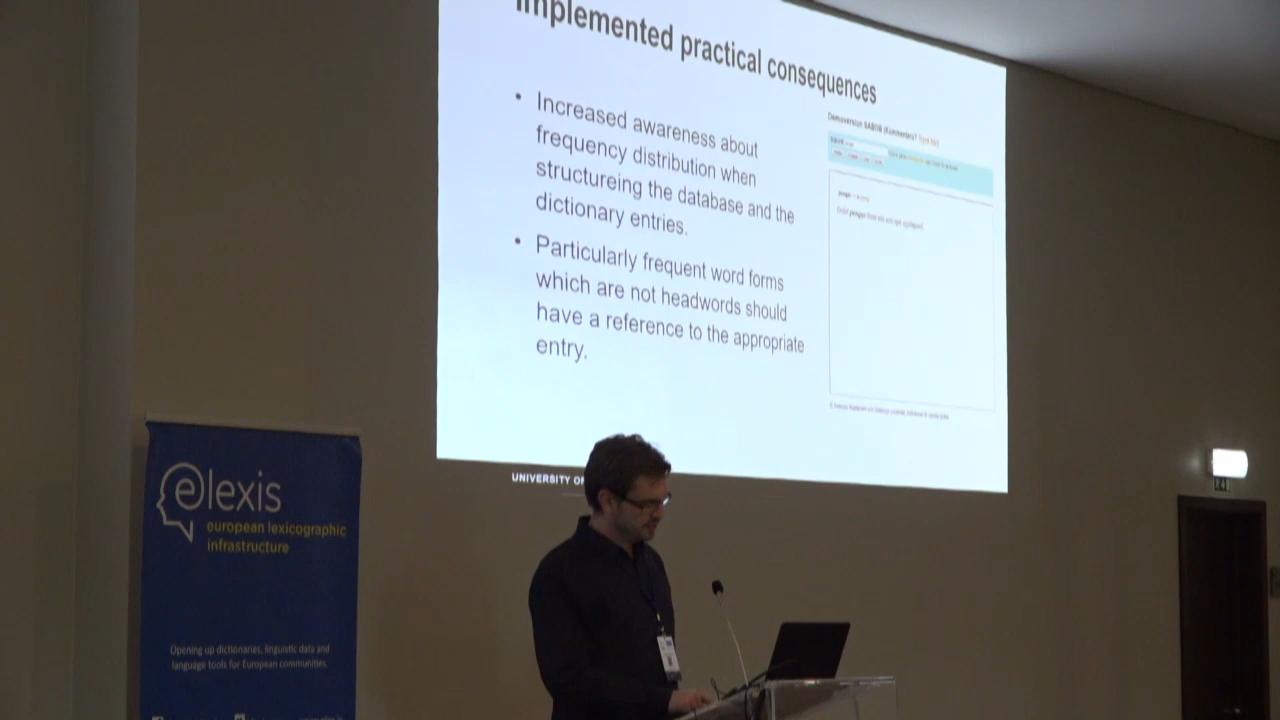 Implemented practical consequences
• Increased awareness about
frequency distribution when
structureing the database and the
dictionary entries.
• Particularly frequent word forms
which are not headwords should
have a reference to the appropriate
entry.
Demoversion
UNIVERSITY OF
elexis
european lexicographic
infrastructure
Opening up dictionaries, linguistic data and
language tools for European communities.